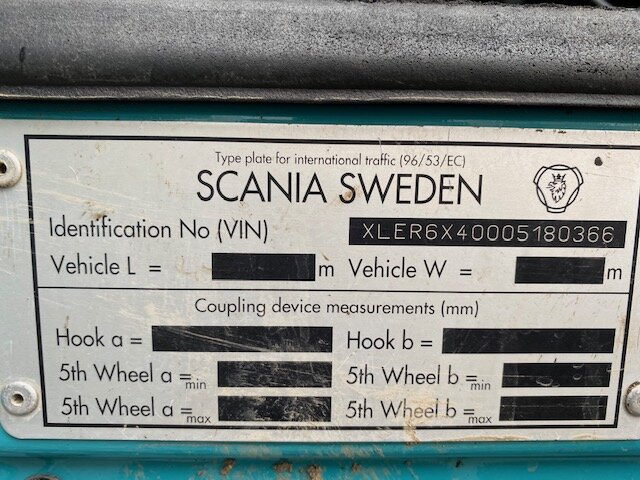 Type plate for international traffic (96/53/EC)
SCANIA SWEDEN
Identification No (VIN) XLER6X40005180366
Vehicle L = m Vehicle W = m
Coupling device measurements (mm)
Hook a = Hook b =
5th Wheel a = min 5th Wheel b = min
5th Wheel a = max 5th Wheel b = max